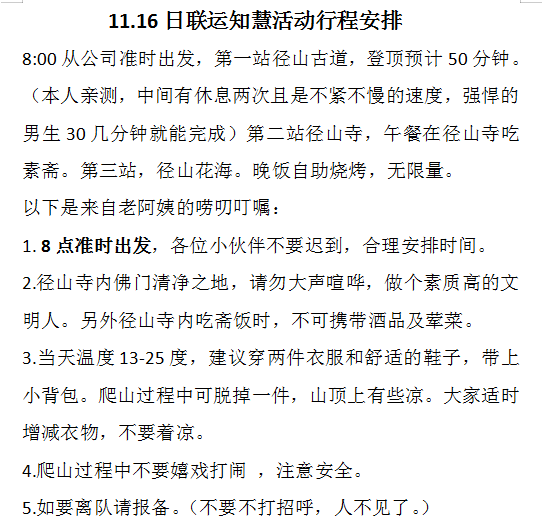 11.16 日联运知慧活动行程安排
8:00 从公司准时出发，第一站径山古道，登顶预计 50 分钟。
（本人亲测，中间有休息两次且是不紧不慢的速度，强悍的
男生 30 几分钟就能完成）第二站径山寺，午餐在径山寺吃
素斋。第三站，径山花海。晚饭自助烧烤，无限量。
以下是来自老阿姨的唠叨叮嘱：
1. 8 点准时出发，各位小伙伴不要迟到，合理安排时间。
2.径山寺内佛门清净之地，请勿大声喧哗，做个素质高的文
明人。另外径山寺内吃斋饭时，不可携带酒品及荤菜。
3.当天温度 13-25 度，建议穿两件衣服和舒适的鞋子，带上
小背包。爬山过程中可脱掉一件，山顶上有些凉。大家适时
增减衣物，不要着凉。
4.爬山过程中不要嬉戏打闹 ，注意安全。
5.如要离队请报备。（不要不打招呼，人不见了。）